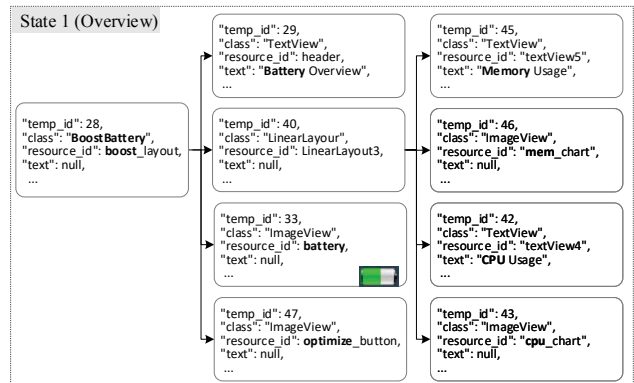 State 1 (Overview)
"temp_id": 28,
"class": "BoostBattery",
"resource_id": boost_layout,
"text": null,
...
"temp_id": 29,
"class": "TextView",
"resource_id": header,
"text": "Battery Overview",
...
"temp_id": 40,
"class": "LinearLayour",
"resource_id": LinearLayout3,
"text": null,
...
"temp_id": 33,
"class": "ImageView",
"resource_id": battery,
"text": null,
...
"temp_id": 47,
"class": "ImageView",
"resource_id": optimize_button,
"text": null,
...
"temp_id": 45,
"class": "TextView",
"resource_id": "textView5",
"text": "Memory Usage",
...
"temp_id": 46,
"class": "ImageView",
"resource_id": "mem_chart",
"text": null,
...
"temp_id": 42,
"class": "TextView",
"resource_id": "textView4",
"text": "CPU Usage",
...
"temp_id": 43,
"class": "ImageView",
"resource_id": "cpu_chart",
"text": null,
...